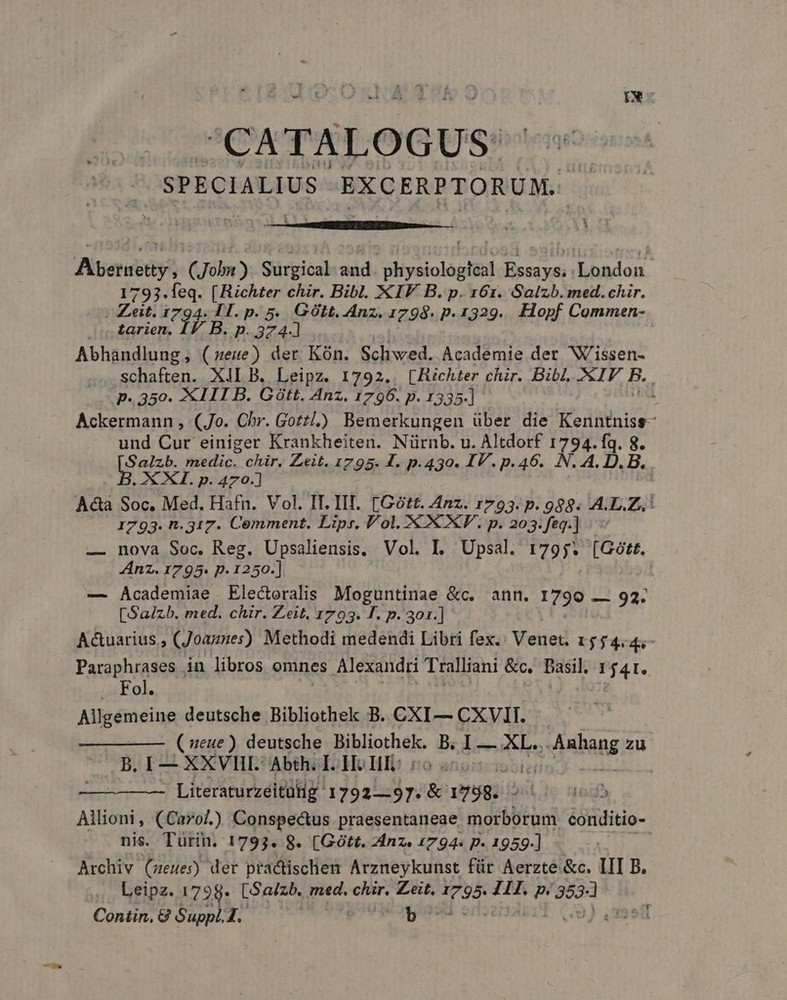 IX
CATALOGUS
SPECIALIUS EXCERPTORUM.
Abernetty, (John) Surgical and physiological Essays. London
1793. seq. [Richter chir. Bibl. XIV B. p. 161. Salzb. med. chir.
Zeit. 1794. II. p. 5. Gött. Anz. 1798. p. 1329. Hopf Commen-
tarien. IV B. p. 374.]
Abhandlung, (neue) der Kön. Schwed. Academie der Wissen-
schaften. XII B. Leipz. 1792. [Richter chir. Bibl. XIV B.
p. 350. XIII B. Gött. Anz. 1796. p. 1335.]
Ackermann, (Jo. Chr. Gottl.) Bemerkungen über die Kenntniss
und Cur einiger Krankheiten. Nürnb. u. Altdorf 1794. sq. 8.
[Salzb. medic. chir. Zeit. 1795. I. p. 430. IV. p. 46. N. A. D. B.
B. XXI. p. 470.]
Acta Soc. Med. Hafn. Vol. II. III. [Gött. Anz. 1793. p. 988. A.L.Z.
1793. n. 317. Comment. Lips. Vol. XXXV. p. 203. seq.]
— nova Soc. Reg. Upsaliensis. Vol. I. Upsal. 1795. [Gött.
Anz. 1795. p. 1250.]
— Academiae Electoralis Moguntinae &c. ann. 1790 — 92.
[Salzb. med. chir. Zeit. 1793. I. p. 301.]
Actuarius, (Joannes) Methodi medendi Libri sex. Venet. 1554. 4.
Paraphrases in libros omnes Alexandri Tralliani &c. Basil. 1541.
Fol.
Allgemeine deutsche Bibliothek B. CXI — CXVII.
——— (neue) deutsche Bibliothek. B. I — XL. Anhang zu
B. I — XXVIII. Abth. I. II. III.
——— Literaturzeitung 1792—97. & 1798.
Allioni, (Carol.) Conspectus praesentaneae morborum conditio-
nis. Turin. 1793. 8. [Gött. Anz. 1794. p. 1959.]
Archiv (neues) der practischen Arzneykunst für Aerzte &c. III B.
Leipz. 1798. [Salzb. med. chir. Zeit. 1795. III. p. 353.]
Contin. & Suppl. I. b